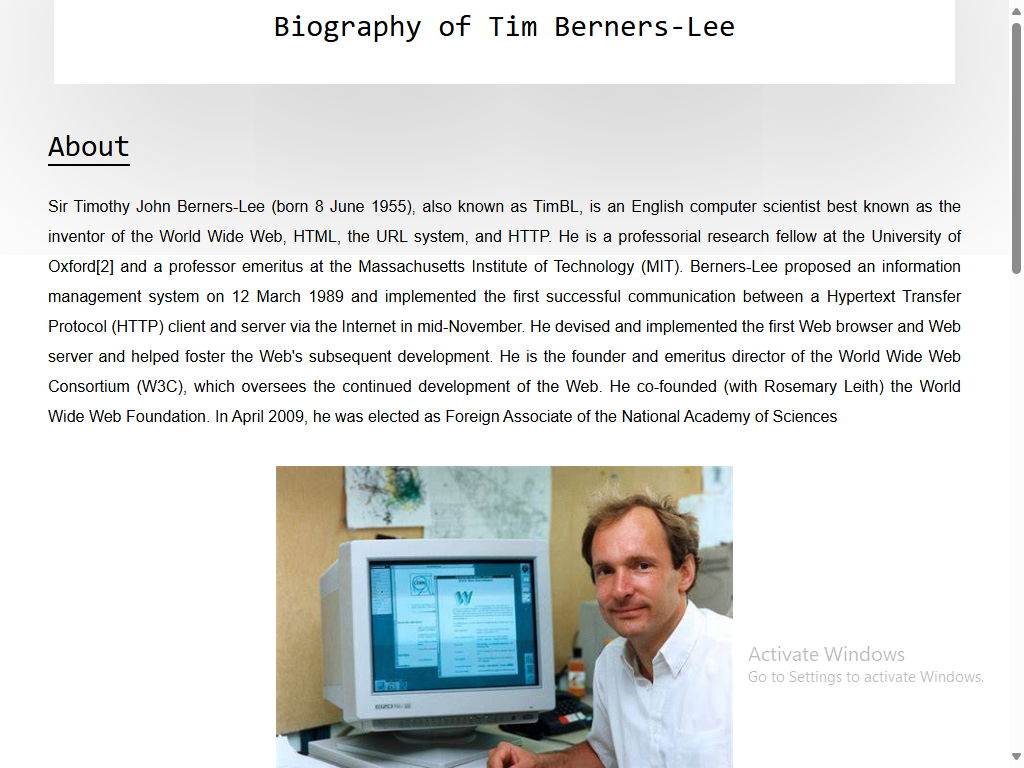 Biography of Tim Berners-Lee
About
Sir Timothy John Berners-Lee (born 8 June 1955), also known as TimBL, is an English computer scientist best known as the
inventor of the World Wide Web, HTML, the URL system, and HTTP. He is a professorial research fellow at the University of
Oxford[2] and a professor emeritus at the Massachusetts Institute of Technology (MIT). Berners-Lee proposed an information
management system on 12 March 1989 and implemented the first successful communication between a Hypertext Transfer
Protocol (HTTP) client and server via the Internet in mid-November. He devised and implemented the first Web browser and Web
server and helped foster the Web's subsequent development. He is the founder and emeritus director of the World Wide Web
Consortium (W3C), which oversees the continued development of the Web. He co-founded (with Rosemary Leith) the World
Wide Web Foundation. In April 2009, he was elected as Foreign Associate of the National Academy of Sciences
W
EIZO
Activate Windows
Go to Settings to activate Windows.